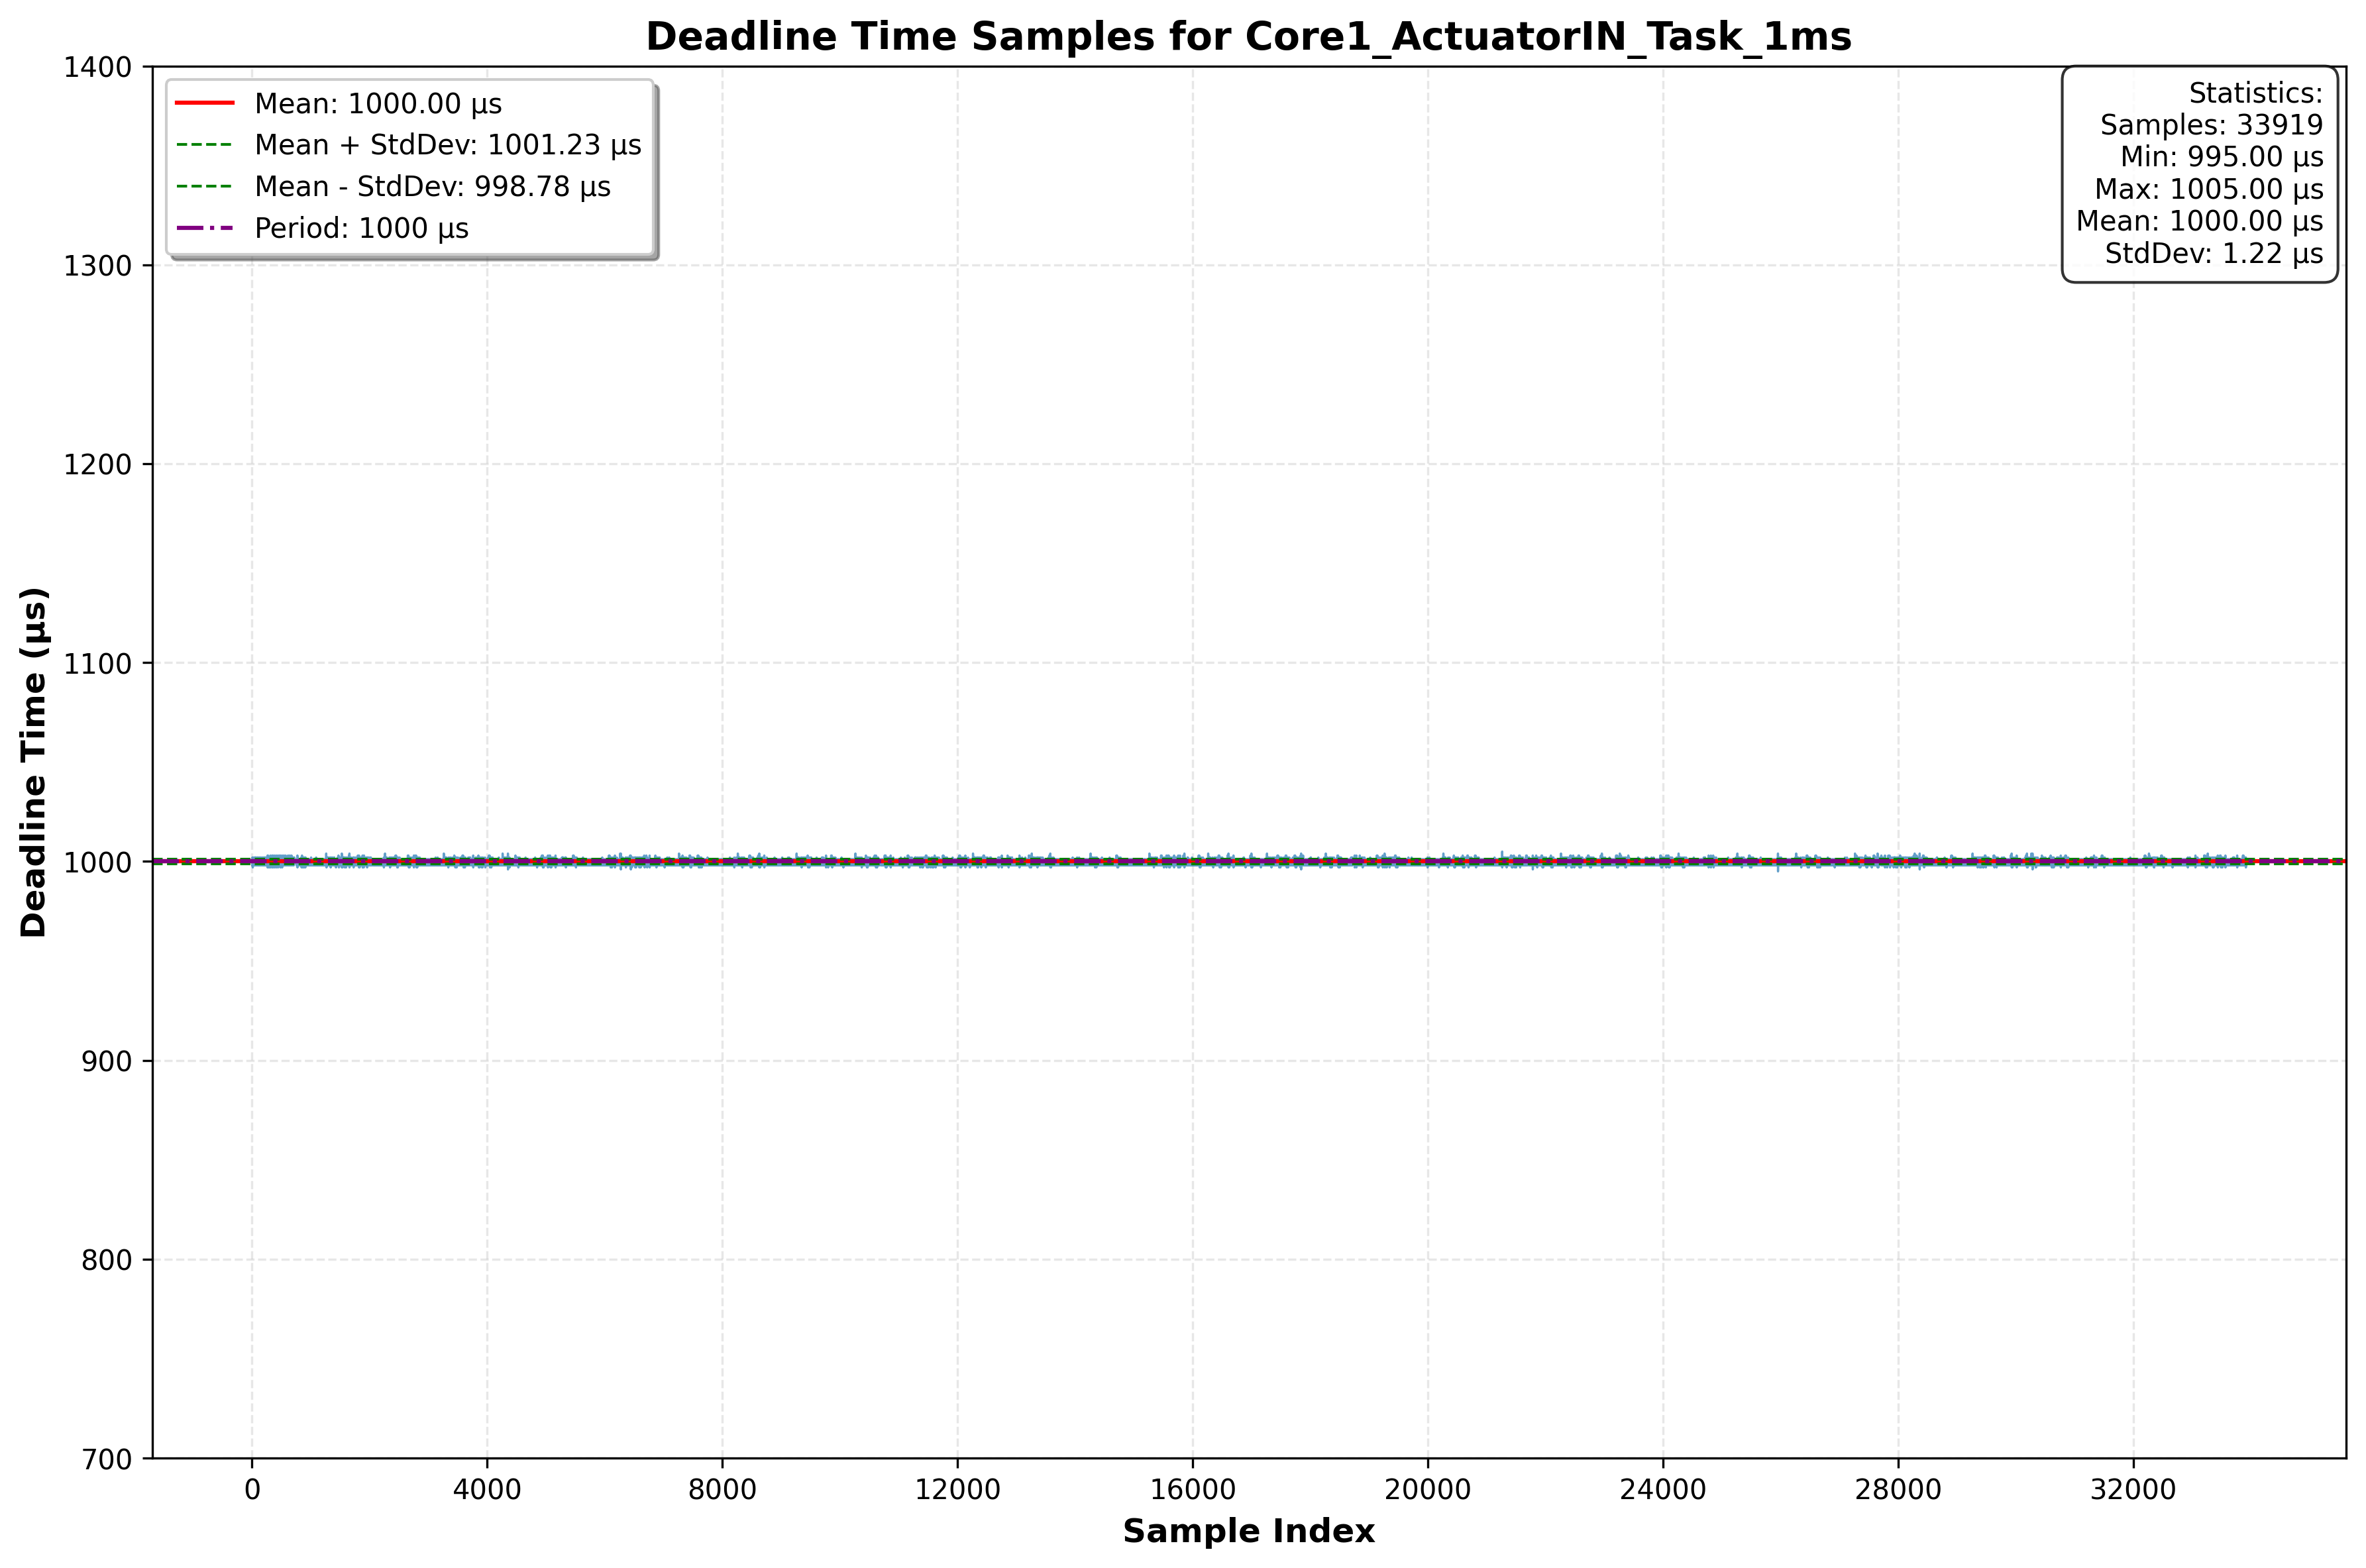 Deadline Time Samples for Core1_ActuatorIN_Task_1ms
Mean: 1000.00 µs
Mean + StdDev: 1001.23 µs
Mean - StdDev: 998.78 µs
Period: 1000 µs
Statistics:
Samples: 33919
Min: 995.00 µs
Max: 1005.00 µs
Mean: 1000.00 µs
StdDev: 1.22 µs
Deadline Time (µs)
1400
1300
1200
1100
1000
900
800
700
0 4000 8000 12000 16000 20000 24000 28000 32000
Sample Index